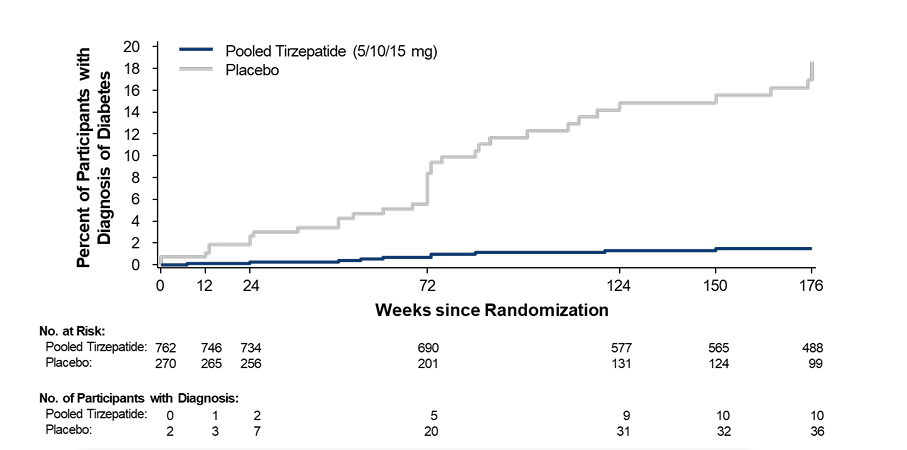 Percent of Participants with
Diagnosis of Diabetes
20
18
16
14
12
10
8
6
4
2
0
Pooled Tirzepatide (5/10/15 mg)
Placebo
0 12 24 72 124 150 176
Weeks since Randomization
No. at Risk:
Pooled Tirzepatide: 762 746 734 690 577 565 488
Placebo: 270 265 256 201 131 124 99
No. of Participants with Diagnosis:
Pooled Tirzepatide: 0 1 2 5 9 10 10
Placebo: 2 3 7 20 31 32 36